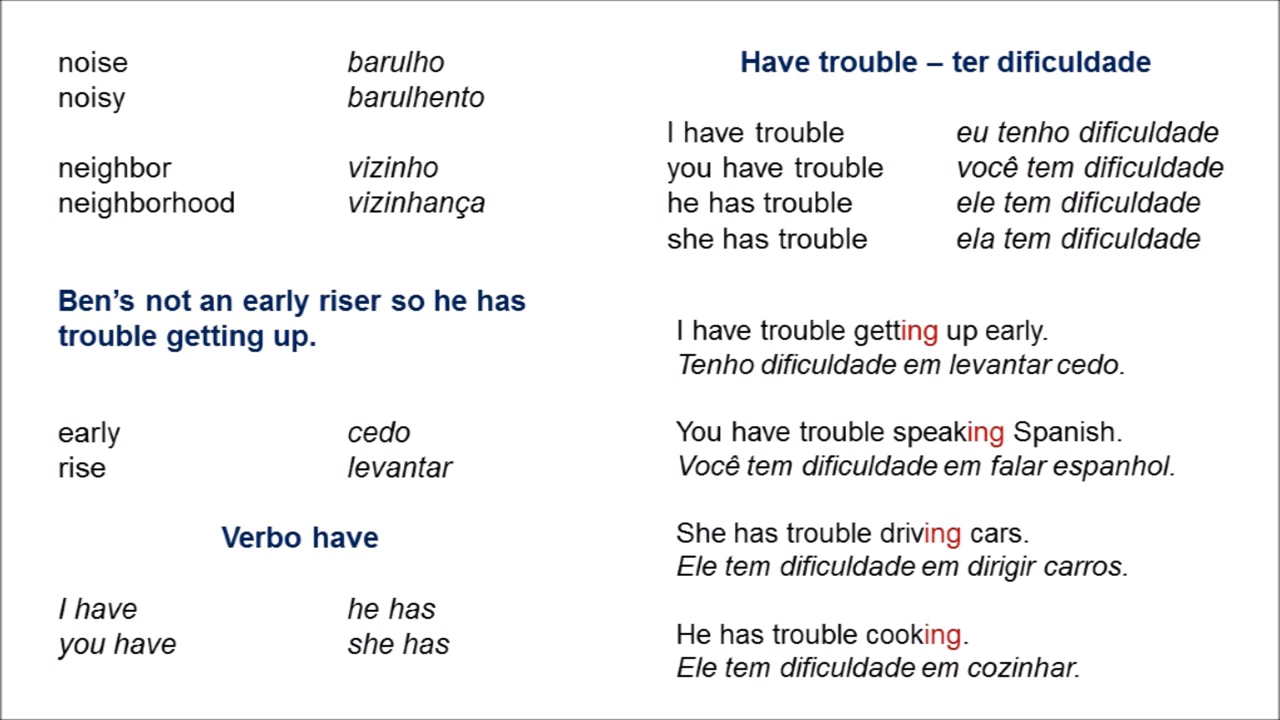 noise barulho
noisy barulhento
neighbor vizinho
neighborhood vizinhança
Ben's not an early riser so he has
trouble getting up.
early cedo
rise levantar
Verbo have
I have he has
you have she has
Have trouble – ter dificuldade
I have trouble eu tenho dificuldade
you have trouble você tem dificuldade
he has trouble ele tem dificuldade
she has trouble ela tem dificuldade
I have trouble getting up early.
Tenho dificuldade em levantar cedo.
You have trouble speaking Spanish.
Você tem dificuldade em falar espanhol.
She has trouble driving cars.
Ele tem dificuldade em dirigir carros.
He has trouble cooking.
Ele tem dificuldade em cozinhar.